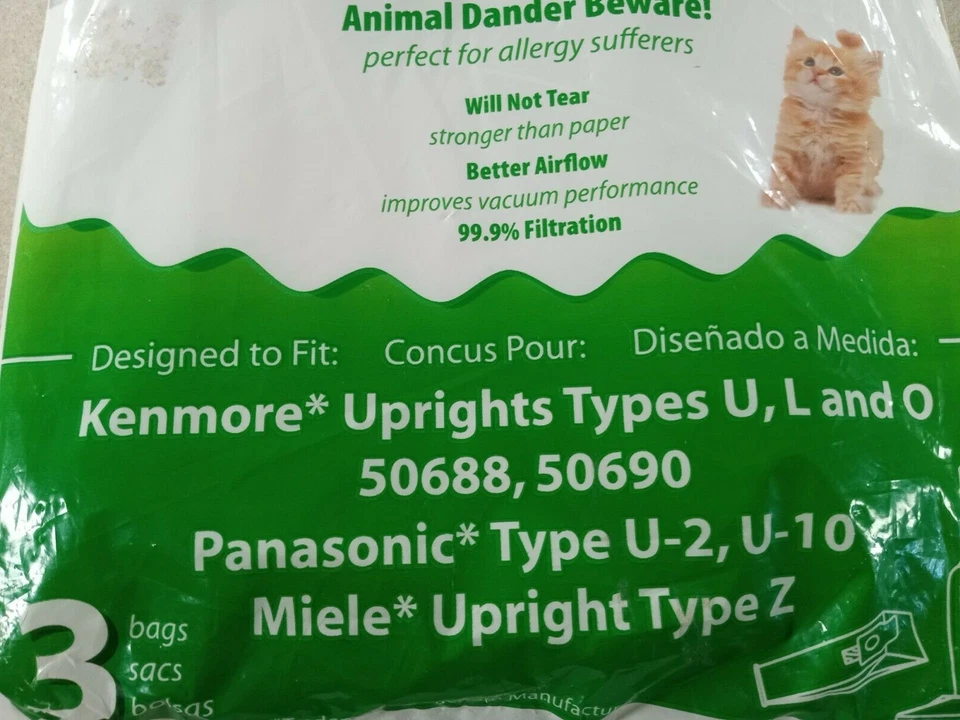 Animal Dander Beware!
perfect for allergy sufferers
Will Not Tear
stronger than paper
Better Airflow
improves vacuum performance
99.9% Filtration
Designed to Fit: Concus Pour: Diseñado a Medida:
Kenmore* Uprights Types U, L and O
50688, 50690
Panasonic* Type U-2, U-10
Miele* Upright Type Z
3 bags
sacs
bolsas